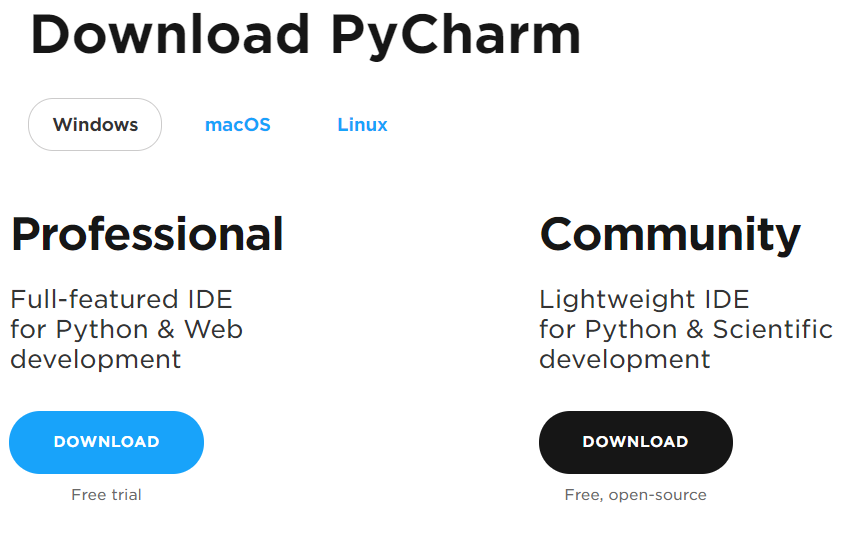 Download PyCharm
Windows
macOS
Linux
Professional
Full-featured IDE
for Python & Web
development
DOWNLOAD
Free trial
Community
Lightweight IDE
for Python & Scientific
development
DOWNLOAD
Free, open-source